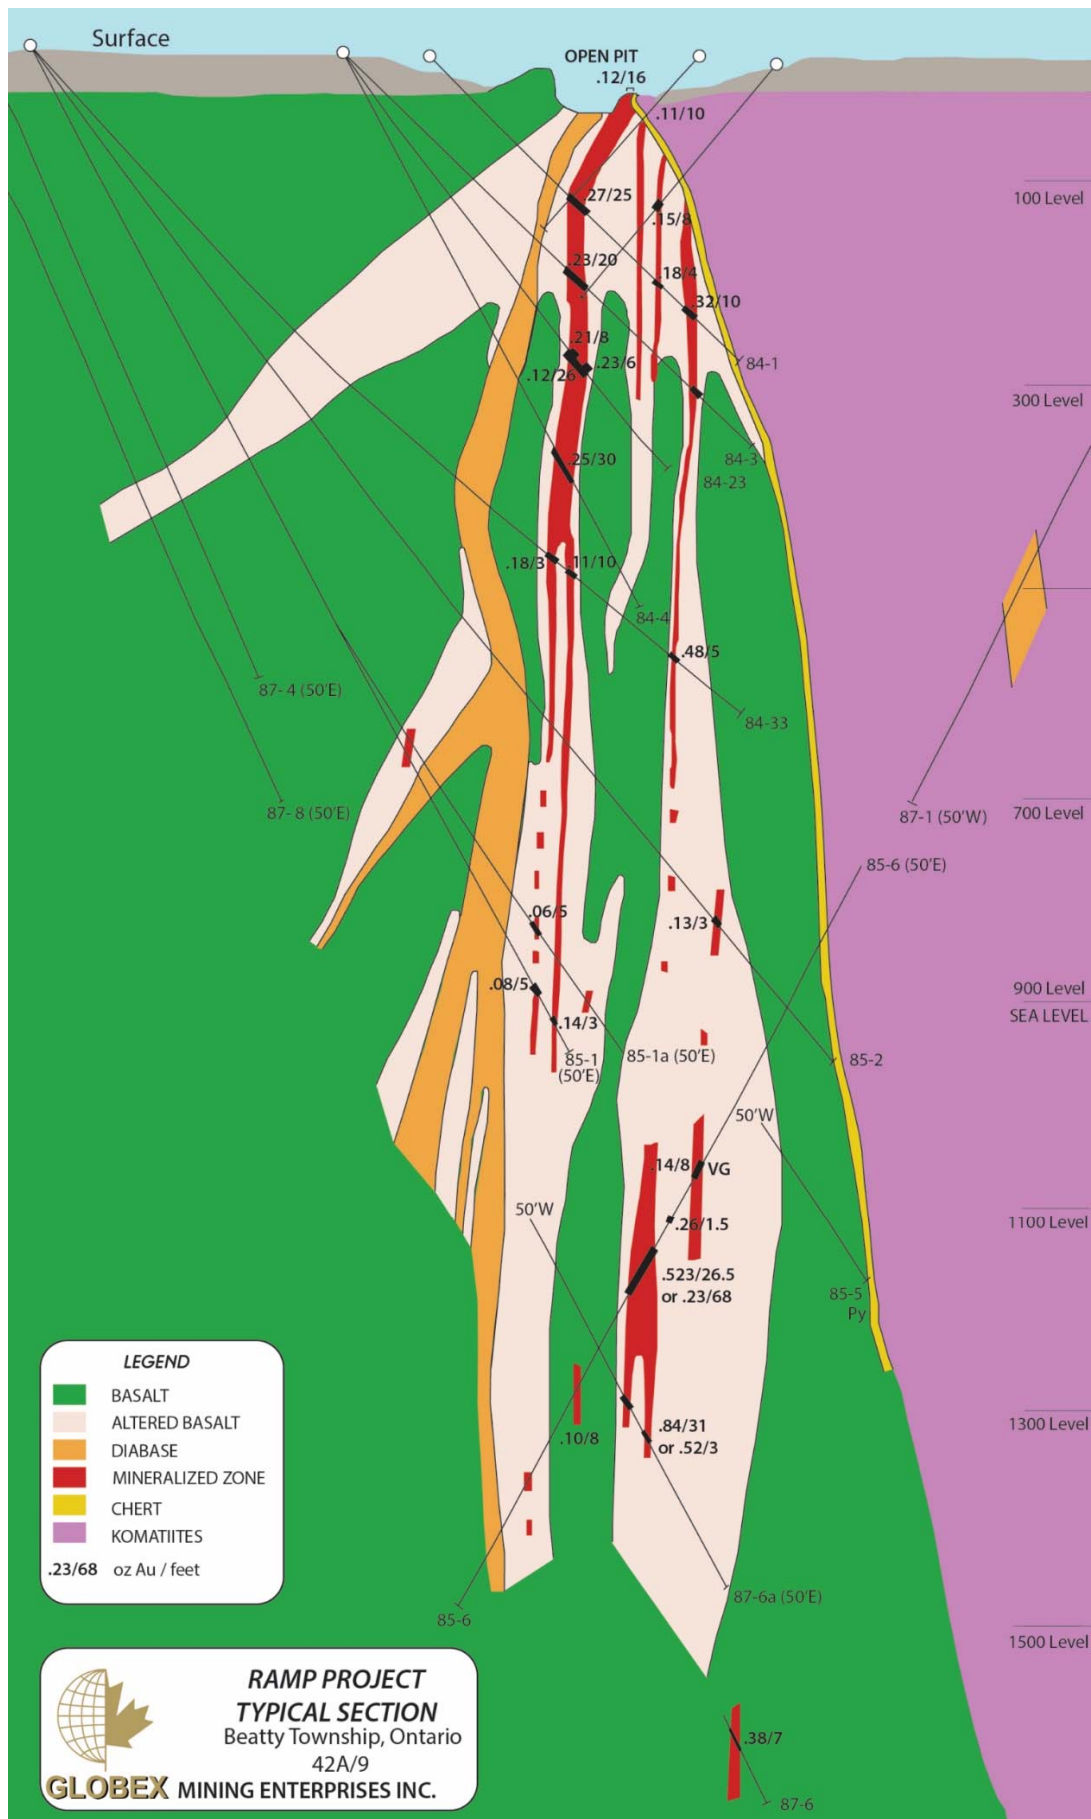 Surface
OPEN PIT
.12/16
.11/10
.27/25
100 Level
.15/8
.23/20
.18/4
.32/10
.21/8
.23/6
.12/26
84-1
300 Level
84-3
.25/30
84-23
.18/3
.11/10
84-4
.48/5
87- 4 (50'E)
84-33
87- 8 (50'E)
700 Level
87-1 (50'W)
85-6 (50'E)
.06/5
.13/3
.08/5
900 Level
SEA LEVEL
.14/3
85-1
(50'E)
85-1a (50'E)
85-2
50'W
.14/8
VG
50'W
.26/1.5
1100 Level
.523/26.5
or .23/68
85-5
Py
LEGEND
BASALT
ALTERED BASALT
DIABASE
MINERALIZED ZONE
CHERT
KOMATIITES
.23/68 oz Au / feet
.10/8
.84/31
or .52/3
1300 Level
87-6a (50'E)
85-6
1500 Level
RAMP PROJECT
TYPICAL SECTION
Beatty Township, Ontario
42A/9
GLOBEX MINING ENTERPRISES INC.
.38/7
87-6